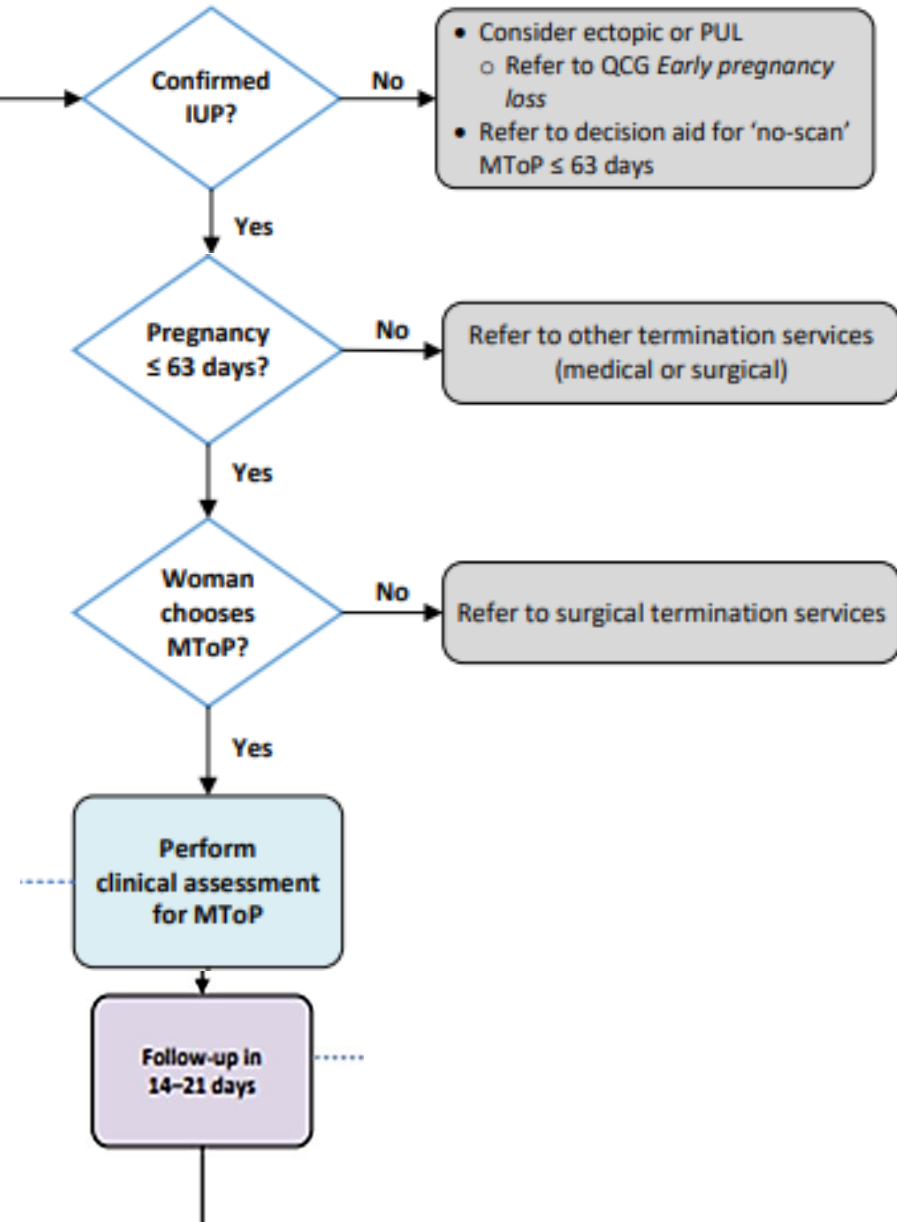 Confirmed
IUP?
No
• Consider ectopic or PUL
o Refer to QCG Early pregnancy
loss
• Refer to decision aid for ‘no-scan’
MToP ≤ 63 days
Yes
Pregnancy
≤ 63 days?
No
Refer to other termination services
(medical or surgical)
Yes
Woman
chooses
MToP?
No
Refer to surgical termination services
Yes
Perform
clinical assessment
for MToP
Follow-up in
14–21 days